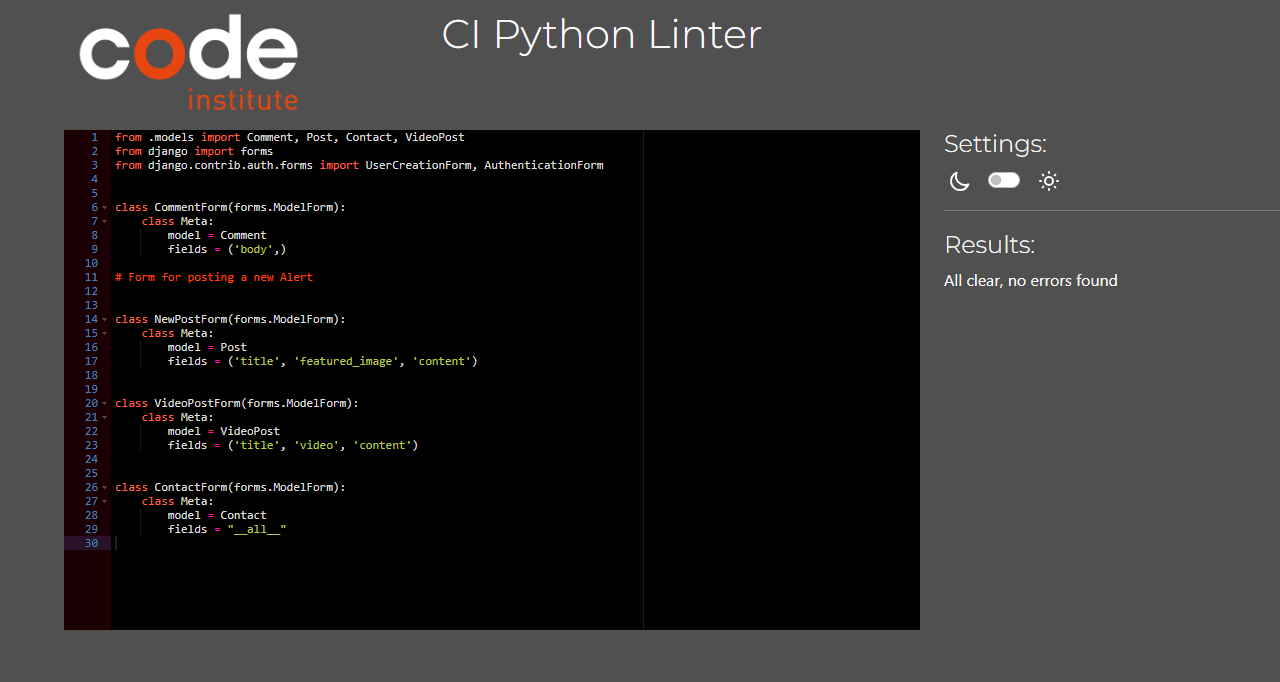 code
institute
CI Python Linter
1 from .models import Comment, Post, Contact, VideoPost
2 from django import forms
3 from django.contrib.auth.forms import UserCreationForm, AuthenticationForm
4
5
6 class CommentForm(forms.ModelForm):
7     class Meta:
8         model = Comment
9         fields = ('body',)
10
11 # Form for posting a new Alert
12
13
14 class NewPostForm(forms.ModelForm):
15     class Meta:
16         model = Post
17         fields = ('title', 'featured_image', 'content')
18
19
20 class VideoPostForm(forms.ModelForm):
21     class Meta:
22         model = VideoPost
23         fields = ('title', 'video', 'content')
24
25
26 class ContactForm(forms.ModelForm):
27     class Meta:
28         model = Contact
29         fields = "__all__"
30
Settings:
Results:
All clear, no errors found